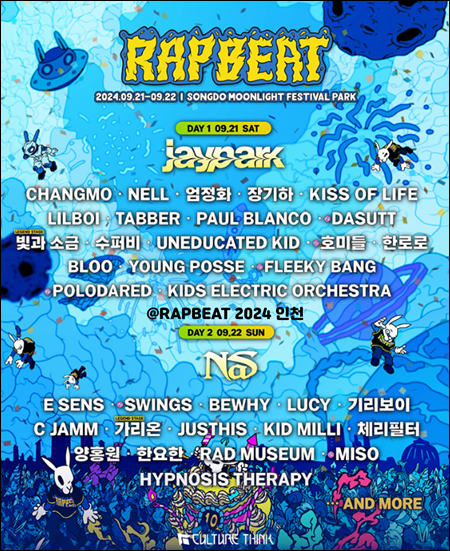 RAPBEAT
2024.09.21-09.22 | SONGDO MOONLIGHT FESTIVAL PARK
DAY 1 09.21 SAT
jaypark
CHANGMO · NELL · 엄정화 · 장기하 · KISS OF LIFE
LILBOI · TABBER · PAUL BLANCO · DASUTT
LEGEND STAGE
빛과 소금 · 수퍼비 · UNEDUCATED KID · 호미들 · 한로로
BLOO · YOUNG POSSE · FLEEKY BANG
POLODARED · KIDS ELECTRIC ORCHESTRA
@RAPBEAT 2024 인천
DAY 2 09.22 SUN
Nas
E SENS · SWINGS · BEWHY · LUCY · 기리보이
LEGEND STAGE
C JAMM · 가리온 · JUSTHIS · KID MILLI · 체리필터
양홍원 · 한요한 · RAD MUSEUM · MISO
HYPNOSIS THERAPY
··· AND MORE
10
CULTURE THINK